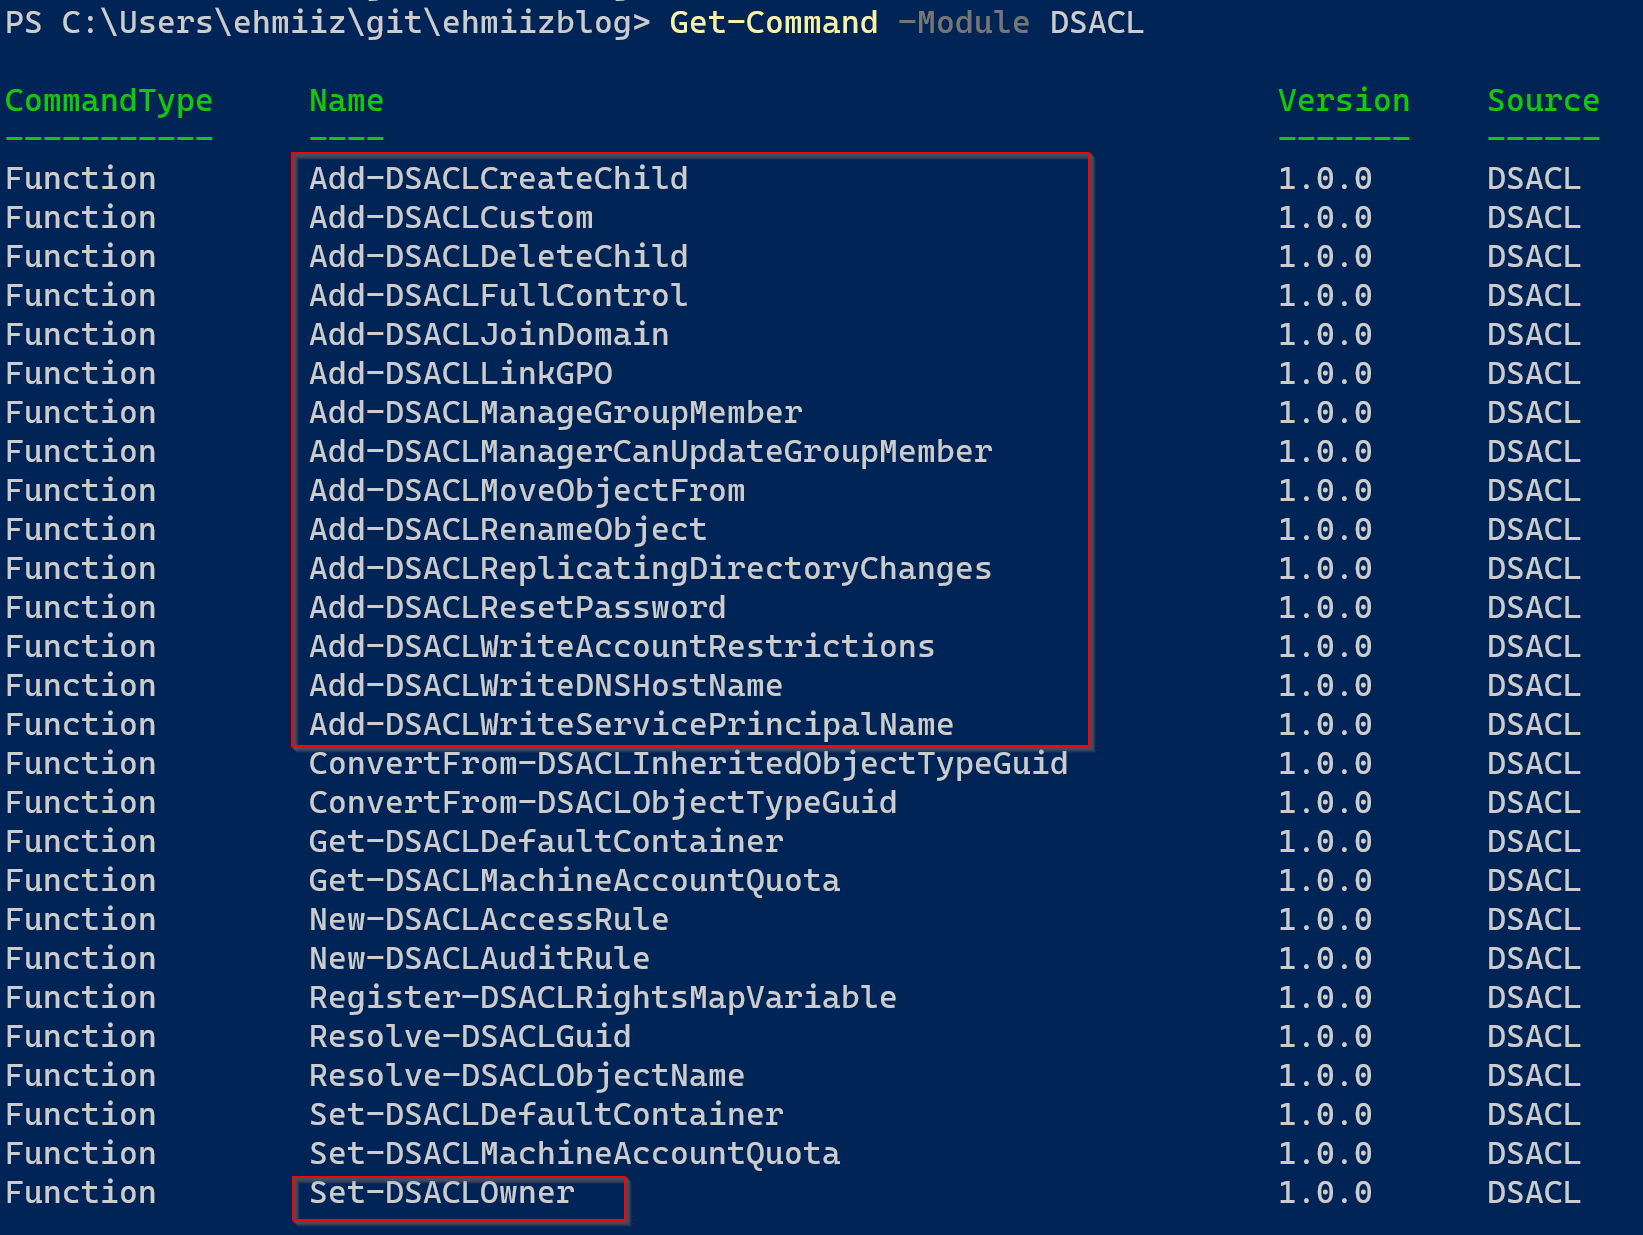 PS C:\Users\ehmiiz\git\ehmiizblog> Get-Command -Module DSACL
CommandType Name Version Source
----------- ---- ------- ------
Function Add-DSACLCreateChild 1.0.0 DSACL
Function Add-DSACLCustom 1.0.0 DSACL
Function Add-DSACLDeleteChild 1.0.0 DSACL
Function Add-DSACLFullControl 1.0.0 DSACL
Function Add-DSACLJoinDomain 1.0.0 DSACL
Function Add-DSACLLinkGPO 1.0.0 DSACL
Function Add-DSACLManageGroupMember 1.0.0 DSACL
Function Add-DSACLManagerCanUpdateGroupMember 1.0.0 DSACL
Function Add-DSACLMoveObjectFrom 1.0.0 DSACL
Function Add-DSACLRenameObject 1.0.0 DSACL
Function Add-DSACLReplicatingDirectoryChanges 1.0.0 DSACL
Function Add-DSACLResetPassword 1.0.0 DSACL
Function Add-DSACLWriteAccountRestrictions 1.0.0 DSACL
Function Add-DSACLWriteDNSHostName 1.0.0 DSACL
Function Add-DSACLWriteServicePrincipalName 1.0.0 DSACL
Function ConvertFrom-DSACLInheritedObjectTypeGuid 1.0.0 DSACL
Function ConvertFrom-DSACLObjectTypeGuid 1.0.0 DSACL
Function Get-DSACLDefaultContainer 1.0.0 DSACL
Function Get-DSACLMachineAccountQuota 1.0.0 DSACL
Function New-DSACLAccessRule 1.0.0 DSACL
Function New-DSACLAuditRule 1.0.0 DSACL
Function Register-DSACLRightsMapVariable 1.0.0 DSACL
Function Resolve-DSACLGuid 1.0.0 DSACL
Function Resolve-DSACLObjectName 1.0.0 DSACL
Function Set-DSACLDefaultContainer 1.0.0 DSACL
Function Set-DSACLMachineAccountQuota 1.0.0 DSACL
Function Set-DSACLOwner 1.0.0 DSACL